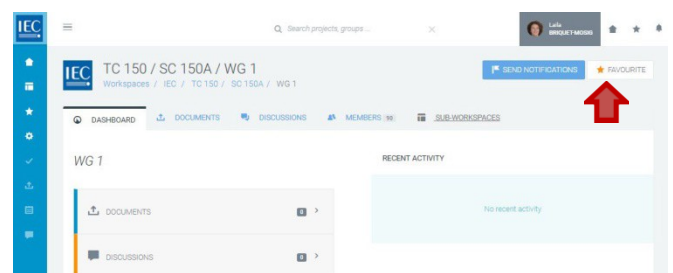 IEC
Search projects, groups ...
Leila
BRIQUET-MOSIG
IEC
TC 150 / SC 150A / WG 1
Workspaces / IEC / TC 150 / SC 150A / WG 1
SEND NOTIFICATIONS
FAVOURITE
DASHBOARD
DOCUMENTS
DISCUSSIONS
MEMBERS 10
SUB-WORKSPACES
WG 1
RECENT ACTIVITY
DOCUMENTS 0
No recent activity
DISCUSSIONS 0